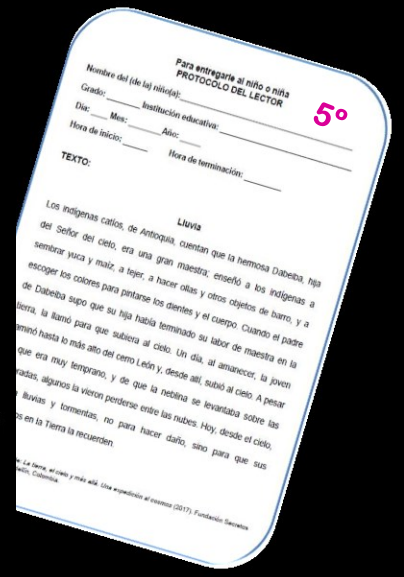 Para entregarle al niño o niña
PROTOCOLO DEL LECTOR
5º
Nombre del (de la) niño(a):
Grado: Institución educativa:
Día: Mes: Año:
Hora de inicio: Hora de terminación:
TEXTO:
Lluvia
Los indígenas catíos, de Antioquia, cuentan que la hermosa Dabeiba, hija
del Señor del cielo, era una gran maestra; enseñó a los indígenas a
sembrar yuca y maíz, a tejer, a hacer ollas y otros objetos de barro, y a
escoger los colores para pintarse los dientes y el cuerpo. Cuando el padre
de Dabeiba supo que su hija había terminado su labor de maestra en la
tierra, la llamó para que subiera al cielo. Un día, al amanecer, la joven
aminó hasta lo más alto del cerro León y, desde allí, subió al cielo. A pesar
que era muy temprano, y de que la neblina se levantaba sobre las
radas, algunos la vieron perderse entre las nubes. Hoy, desde el cielo,
lluvias y tormentas, no para hacer daño, sino para que sus
os en la Tierra la recuerden.
La tierra, el cielo y más allá. Una expedición al cosmos (2017). Fundación Secretos
Colombia.